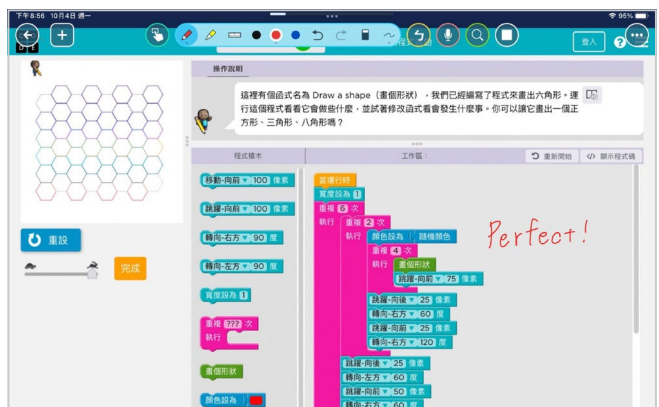 下午8:56 10月4日 週一
95%
登入
操作說明
這裡有個函式名為 Draw a shape（畫個形狀），我們已經編寫了程式來畫出六角形。運
行這個程式看看它會做些什麼，並試著修改函式看會發生什麼事。你可以讓它畫出一個正
方形、三角形、八角形嗎？
程式積木
工作區：
重新開始
</> 顯示程式碼
重設
完成
移動-向前 100 像素
跳躍-向前 100 像素
轉向-右方 90 度
轉向-左方 90 度
寬度設為 1
重複 ??? 次
執行
畫個形狀
顏色設為
當運行時
寬度設為 1
重複 6 次
執行 重複 2 次
執行 顏色設為 隨機顏色
重複 4 次
執行 畫個形狀
跳躍-向前 75 像素
跳躍-向後 25 像素
轉向-右方 60 度
跳躍-向前 25 像素
轉向-右方 120 度
跳躍-向後 25 像素
轉向-左方 60 度
跳躍-向前 50 像素
轉向-右方 60 度
Perfect!